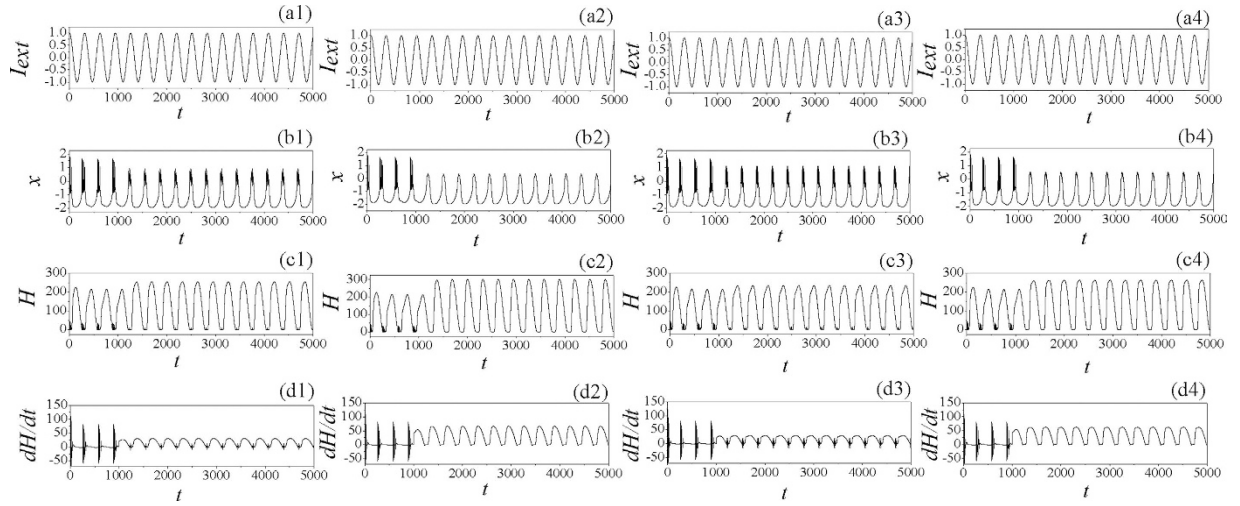 (a1) (a2) (a3) (a4)
I_ext 1.0 0.5 0.0 0.5 -1.0 I_ext 1.0 0.5 0.0 0.5 -1.0 I_ext 1.0 0.5 0.0 0.5 -1.0 I_ext 1.0 0.5 0.0 0.5 -1.0
0 1000 2000 3000 4000 5000 0 1000 2000 3000 4000 5000 0 1000 2000 3000 4000 5000 0 1000 2000 3000 4000 5000
t t t t
(b1) (b2) (b3) (b4)
x 2 1 0 -1 -2 x 2 1 0 -1 -2 x 2 1 0 -1 -2 x 2 1 0 -1 -2
0 1000 2000 3000 4000 5000 0 1000 2000 3000 4000 5000 0 1000 2000 3000 4000 5000 0 1000 2000 3000 4000 5000
t t t t
(c1) (c2) (c3) (c4)
H 300 200 100 0 H 300 200 100 0 H 300 200 100 0 H 300 200 100 0
0 1000 2000 3000 4000 5000 0 1000 2000 3000 4000 5000 0 1000 2000 3000 4000 5000 0 1000 2000 3000 4000 5000
t t t t
(d1) (d2) (d3) (d4)
dH/dt 150 100 50 0 -50 dH/dt 150 100 50 0 -50 dH/dt 150 100 50 0 -50 dH/dt 150 100 50 0 -50
0 1000 2000 3000 4000 5000 0 1000 2000 3000 4000 5000 0 1000 2000 3000 4000 5000 0 1000 2000 3000 4000 5000
t t t t